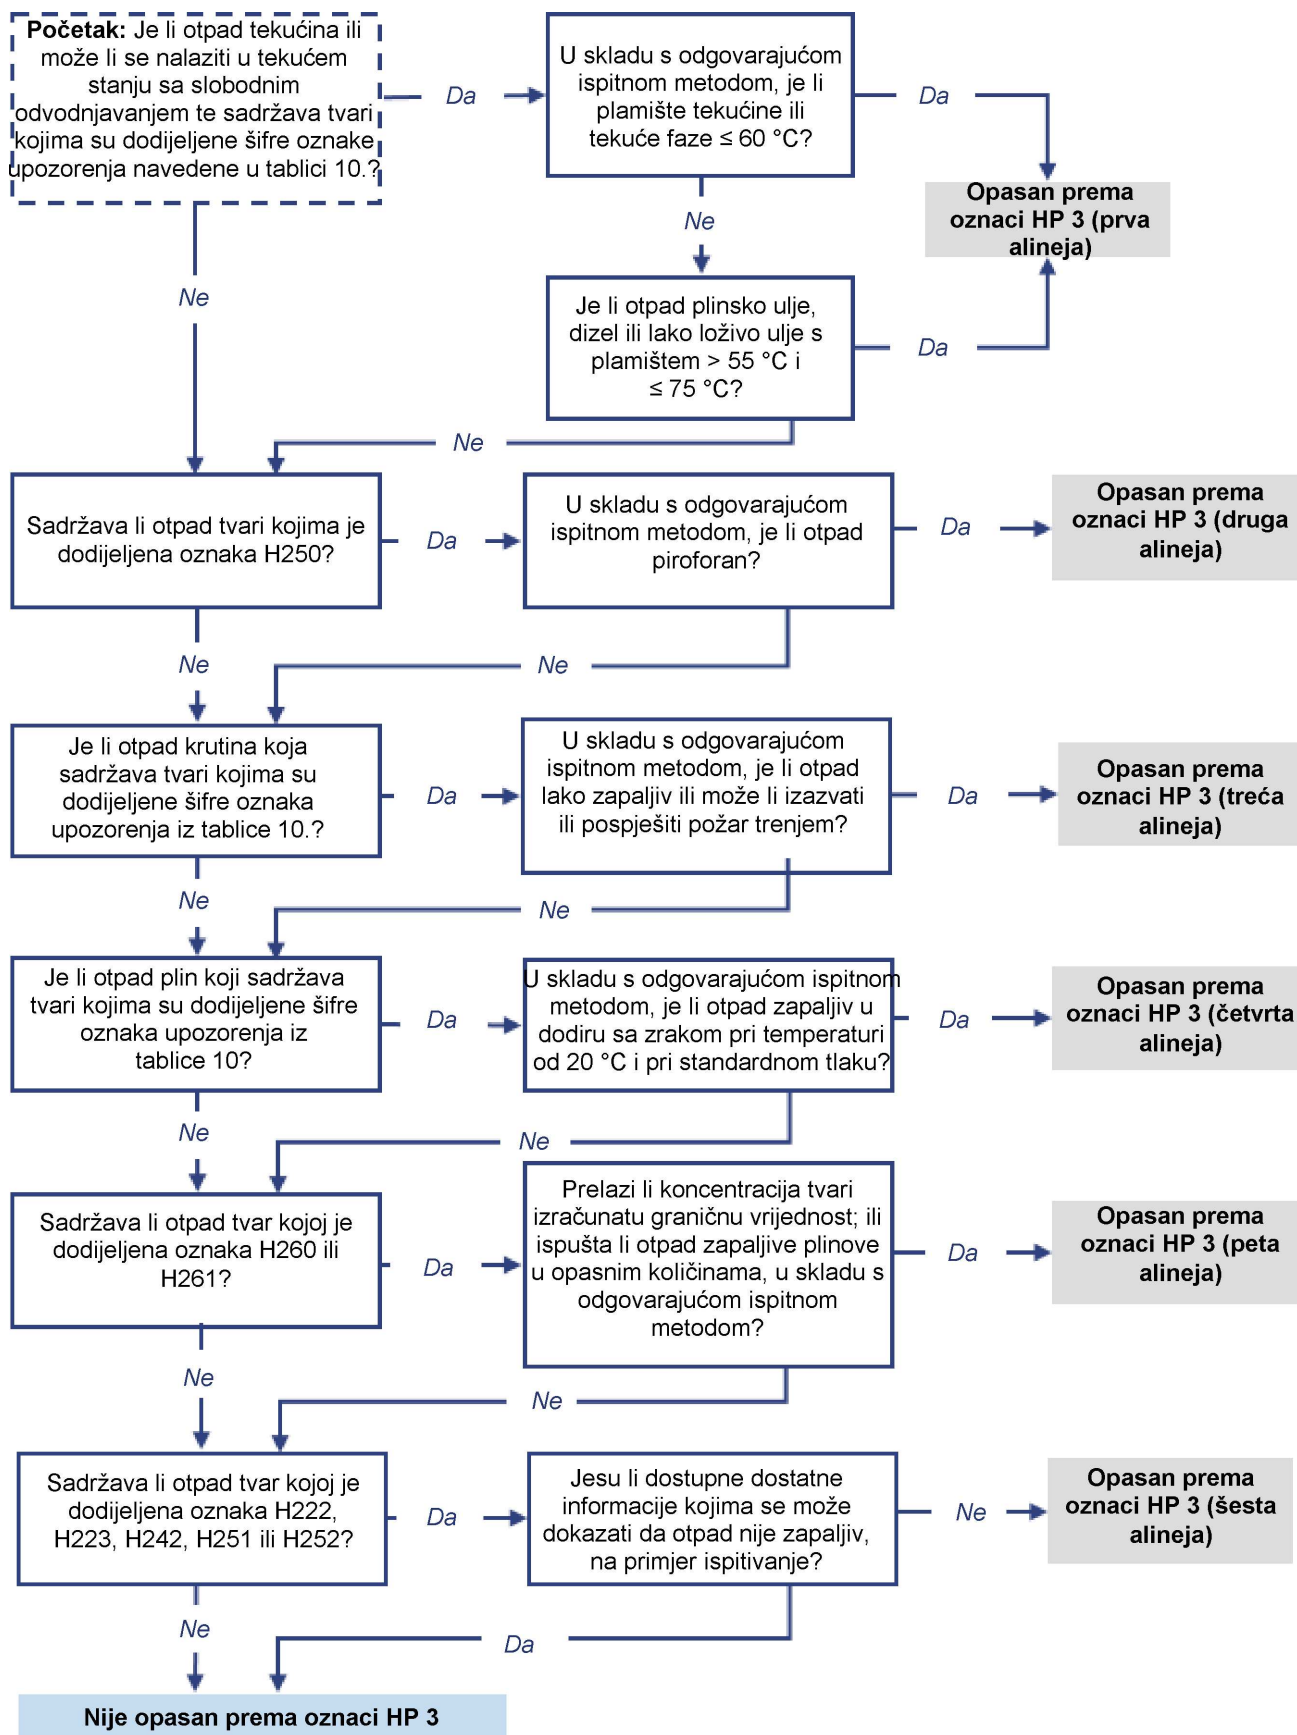 Početak: Je li otpad tekućina ili
može li se nalaziti u tekućem
stanju sa slobodnim
odvodnjavanjem te sadržava tvari
kojima su dodijeljene šifre oznake
upozorenja navedene u tablici 10.?
Da
U skladu s odgovarajućom
ispitnom metodom, je li
plamište tekućine ili
tekuće faze ≤ 60 °C?
Da
Opasan prema
oznaci HP 3 (prva
alineja)
Ne
Ne
Je li otpad plinsko ulje,
dizel ili lako loživo ulje s
plamištem > 55 °C i
≤ 75 °C?
Da
Ne
Sadržava li otpad tvari kojima je
dodijeljena oznaka H250?
Da
U skladu s odgovarajućom
ispitnom metodom, je li otpad
piroforan?
Da
Opasan prema
oznaci HP 3 (druga
alineja)
Ne
Ne
Je li otpad krutina koja
sadržava tvari kojima su
dodijeljene šifre oznaka
upozorenja iz tablice 10.?
Da
U skladu s odgovarajućom
ispitnom metodom, je li otpad
lako zapaljiv ili može li izazvati
ili pospješiti požar trenjem?
Da
Opasan prema
oznaci HP 3 (treća
alineja)
Ne
Ne
Je li otpad plin koji sadržava
tvari kojima su dodijeljene šifre
oznaka upozorenja iz
tablice 10?
Da
U skladu s odgovarajućom ispitnom
metodom, je li otpad zapaljiv u
dodiru sa zrakom pri temperaturi
od 20 °C i pri standardnom tlaku?
Da
Opasan prema
oznaci HP 3 (četvrta
alineja)
Ne
Ne
Sadržava li otpad tvar kojoj je
dodijeljena oznaka H260 ili
H261?
Da
Prelazi li koncentracija tvari
izračunatu graničnu vrijednost; ili
ispušta li otpad zapaljive plinove
u opasnim količinama, u skladu s
odgovarajućom ispitnom
metodom?
Da
Opasan prema
oznaci HP 3 (peta
alineja)
Ne
Ne
Sadržava li otpad tvar kojoj je
dodijeljena oznaka H222,
H223, H242, H251 ili H252?
Da
Jesu li dostupne dostatne
informacije kojima se može
dokazati da otpad nije zapaljiv,
na primjer ispitivanje?
Ne
Opasan prema
oznaci HP 3 (šesta
alineja)
Ne
Da
Nije opasan prema oznaci HP 3